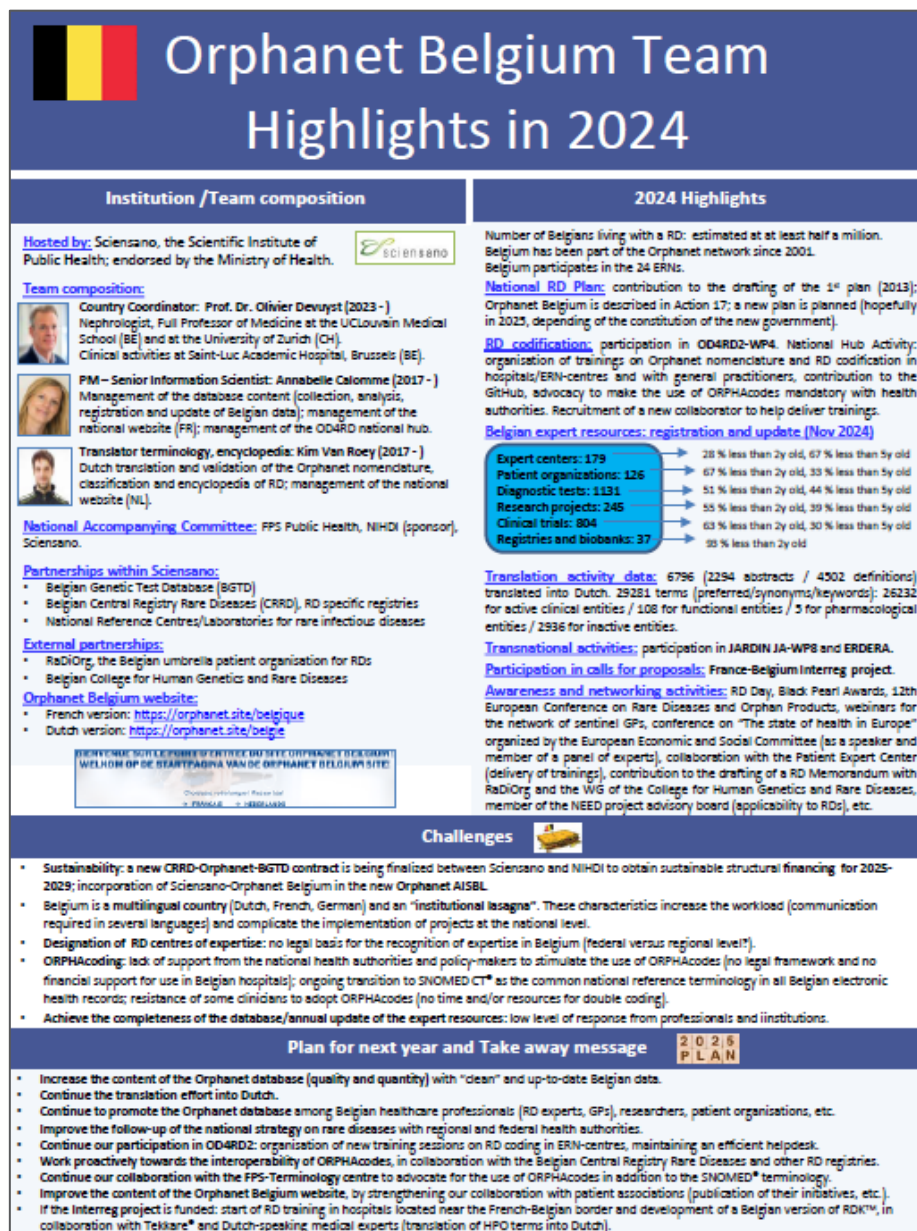 Orphanet Belgium Team
Highlights in 2024
Institution /Team composition
Hosted by: Sciensano, the Scientific Institute of
Public Health; endorsed by the Ministry of Health.
sciensano
Team composition:
Country Coordinator: Prof. Dr. Olivier Devuyst (2023 - )
Nephrologist, Full Professor of Medicine at the UCLouvain Medical
School (BE) and at the University of Zurich (CH).
Clinical activities at Saint-Luc Academic Hospital, Brussels (BE).
PM – Senior Information Scientist: Annabelle Calomme (2017 - )
Management of the database content (collection, analysis,
registration and update of Belgian data); management of the
national website (FR); management of the OD4RD national hub.
Translator terminology, encyclopedia: Kim Van Roey (2017 - )
Dutch translation and validation of the Orphanet nomenclature,
classification and encyclopedia of RD; management of the national
website (NL).
National Accompanying Committee: FPS Public Health, NIHDI (sponsor),
Sciensano.
Partnerships within Sciensano:
• Belgian Genetic Test Database (BGTD)
• Belgian Central Registry Rare Diseases (CRRD), RD specific registries
• National Reference Centres/Laboratories for rare infectious diseases
External partnerships:
• RaDiOrg, the Belgian umbrella patient organisation for RDs
• Belgian College for Human Genetics and Rare Diseases
Orphanet Belgium website:
• French version: https://orphanet.site/belgique
• Dutch version: https://orphanet.site/belgie
BIENVENUE SUR LE POINT D'ENTREE DU SITE ORPHANET BELGIUM
WELKOM OP DE STARTPAGINA VAN DE ORPHANET BELGIUM SITE
FRANCAIS NEDERLANDS
2024 Highlights
Number of Belgians living with a RD: estimated at at least half a million.
Belgium has been part of the Orphanet network since 2001.
Belgium participates in the 24 ERNs.
National RD Plan: contribution to the drafting of the 1st plan (2013);
Orphanet Belgium is described in Action 17; a new plan is planned (hopefully
in 2025, depending of the constitution of the new government).
RD codification: participation in OD4RD2-WP4. National Hub Activity:
organisation of trainings on Orphanet nomenclature and RD codification in
hospitals/ERN-centres and with general practitioners, contribution to the
GitHub, advocacy to make the use of ORPHAcodes mandatory with health
authorities. Recruitment of a new collaborator to help deliver trainings.
Belgian expert resources: registration and update (Nov 2024)
Expert centers: 179 28 % less than 2y old, 67 % less than 5y old
Patient organizations: 126 67 % less than 2y old, 33 % less than 5y old
Diagnostic tests: 1131 51 % less than 2y old, 44 % less than 5y old
Research projects: 245 55 % less than 2y old, 39 % less than 5y old
Clinical trials: 804 63 % less than 2y old, 30 % less than 5y old
Registries and biobanks: 37 93 % less than 2y old
Translation activity data: 6796 (2294 abstracts / 4502 definitions)
translated into Dutch. 29281 terms (preferred/synonyms/keywords): 26232
for active clinical entities / 108 for functional entities / 5 for pharmacological
entities / 2936 for inactive entities.
Transnational activities: participation in JARDIN JA-WP8 and ERDERA.
Participation in calls for proposals: France-Belgium Interreg project.
Awareness and networking activities: RD Day, Black Pearl Awards, 12th
European Conference on Rare Diseases and Orphan Products, webinars for
the network of sentinel GPs, conference on "The state of health in Europe"
organized by the European Economic and Social Committee (as a speaker and
member of a panel of experts), collaboration with the Patient Expert Center
(delivery of trainings), contribution to the drafting of a RD Memorandum with
RaDiOrg and the WG of the College for Human Genetics and Rare Diseases,
member of the NEED project advisory board (applicability to RDs), etc.
Challenges
• Sustainability: a new CRRD-Orphanet-BGTD contract is being finalized between Sciensano and NIHDI to obtain sustainable structural financing for 2025-
2029; incorporation of Sciensano-Orphanet Belgium in the new Orphanet AISBL.
• Belgium is a multilingual country (Dutch, French, German) and an "institutional lasagna". These characteristics increase the workload (communication
required in several languages) and complicate the implementation of projects at the national level.
• Designation of RD centres of expertise: no legal basis for the recognition of expertise in Belgium (federal versus regional level?).
• ORPHAcoding: lack of support from the national health authorities and policy-makers to stimulate the use of ORPHAcodes (no legal framework and no
financial support for use in Belgian hospitals); ongoing transition to SNOMED CT® as the common national reference terminology in all Belgian electronic
health records; resistance of some clinicians to adopt ORPHAcodes (no time and/or resources for double coding).
• Achieve the completeness of the database/annual update of the expert resources: low level of response from professionals and iinstitutions.
Plan for next year and Take away message
2025
PLAN
• Increase the content of the Orphanet database (quality and quantity) with "clean" and up-to-date Belgian data.
• Continue the translation effort into Dutch.
• Continue to promote the Orphanet database among Belgian healthcare professionals (RD experts, GPs), researchers, patient organisations, etc.
• Improve the follow-up of the national strategy on rare diseases with regional and federal health authorities.
• Continue our participation in OD4RD2: organisation of new training sessions on RD coding in ERN-centres, maintaining an efficient helpdesk.
• Work proactively towards the interoperability of ORPHAcodes, in collaboration with the Belgian Central Registry Rare Diseases and other RD registries.
• Continue our collaboration with the FPS-Terminology centre to advocate for the use of ORPHAcodes in addition to the SNOMED® terminology.
• Improve the content of the Orphanet Belgium website, by strengthening our collaboration with patient associations (publication of their initiatives, etc.).
• If the Interreg project is funded: start of RD training in hospitals located near the French-Belgian border and development of a Belgian version of RDK™, in
collaboration with Tekkare® and Dutch-speaking medical experts (translation of HPO terms into Dutch).